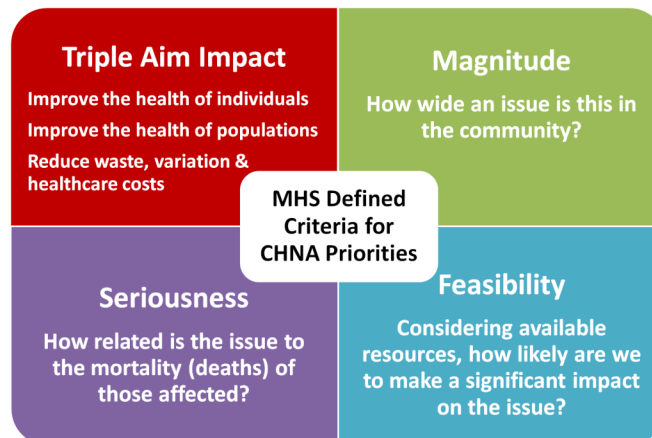 Triple Aim Impact
Improve the health of individuals
Improve the health of populations
Reduce waste, variation &
healthcare costs
Magnitude
How wide an issue is this in
the community?
MHS Defined
Criteria for
CHNA Priorities
Seriousness
How related is the issue to
the mortality (deaths) of
those affected?
Feasibility
Considering available
resources, how likely are we
to make a significant impact
on the issue?